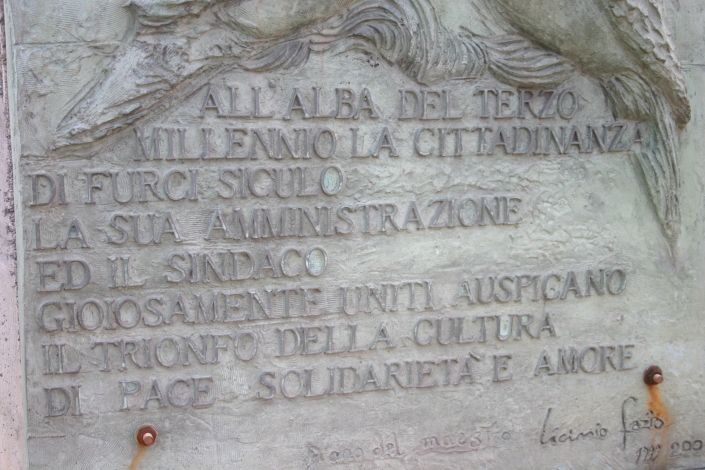 ALL'ALBA DEL TERZO
MILLENNIO LA CITTADINANZA
DI FURCI SICULO
LA SUA AMMINISTRAZIONE
ED IL SINDACO
GIOIOSAMENTE UNITI AUSPICANO
IL TRIONFO DELLA CULTURA
DI PACE SOLIDARIETÀ E AMORE
del maestro licinio fazio